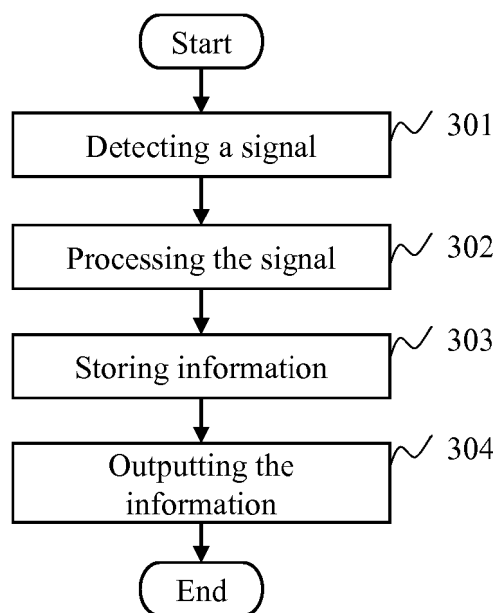 Start
Detecting a signal
301
Processing the signal
302
Storing information
303
Outputting the
information
304
End